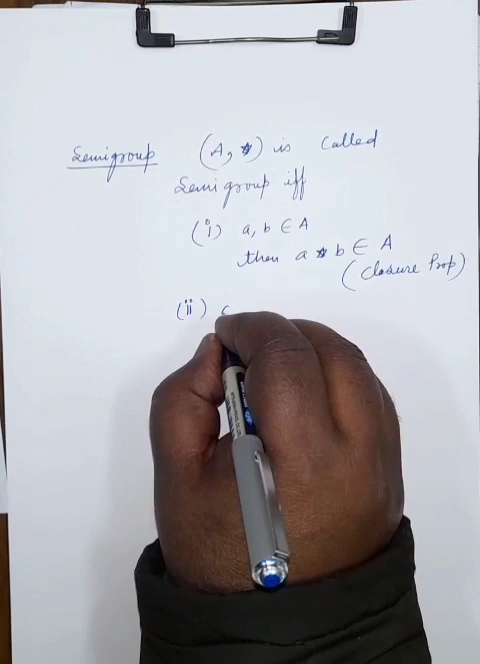 Semigroup (A, *) is called
Semigroup iff
(i) a, b ∈ A
then a * b ∈ A
(Closure Prop)
(ii)